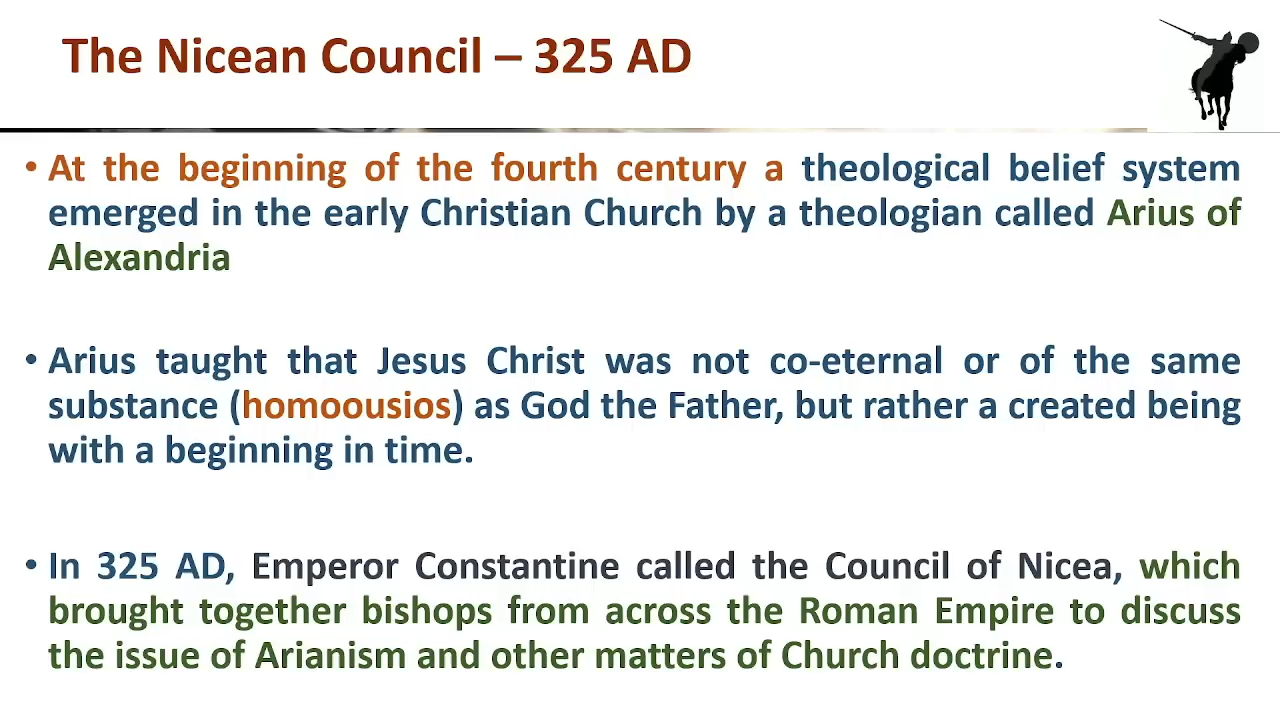 The Nicean Council – 325 AD
• At the beginning of the fourth century a theological belief system
emerged in the early Christian Church by a theologian called Arius of
Alexandria
• Arius taught that Jesus Christ was not co-eternal or of the same
substance (homoousios) as God the Father, but rather a created being
with a beginning in time.
• In 325 AD, Emperor Constantine called the Council of Nicea, which
brought together bishops from across the Roman Empire to discuss
the issue of Arianism and other matters of Church doctrine.